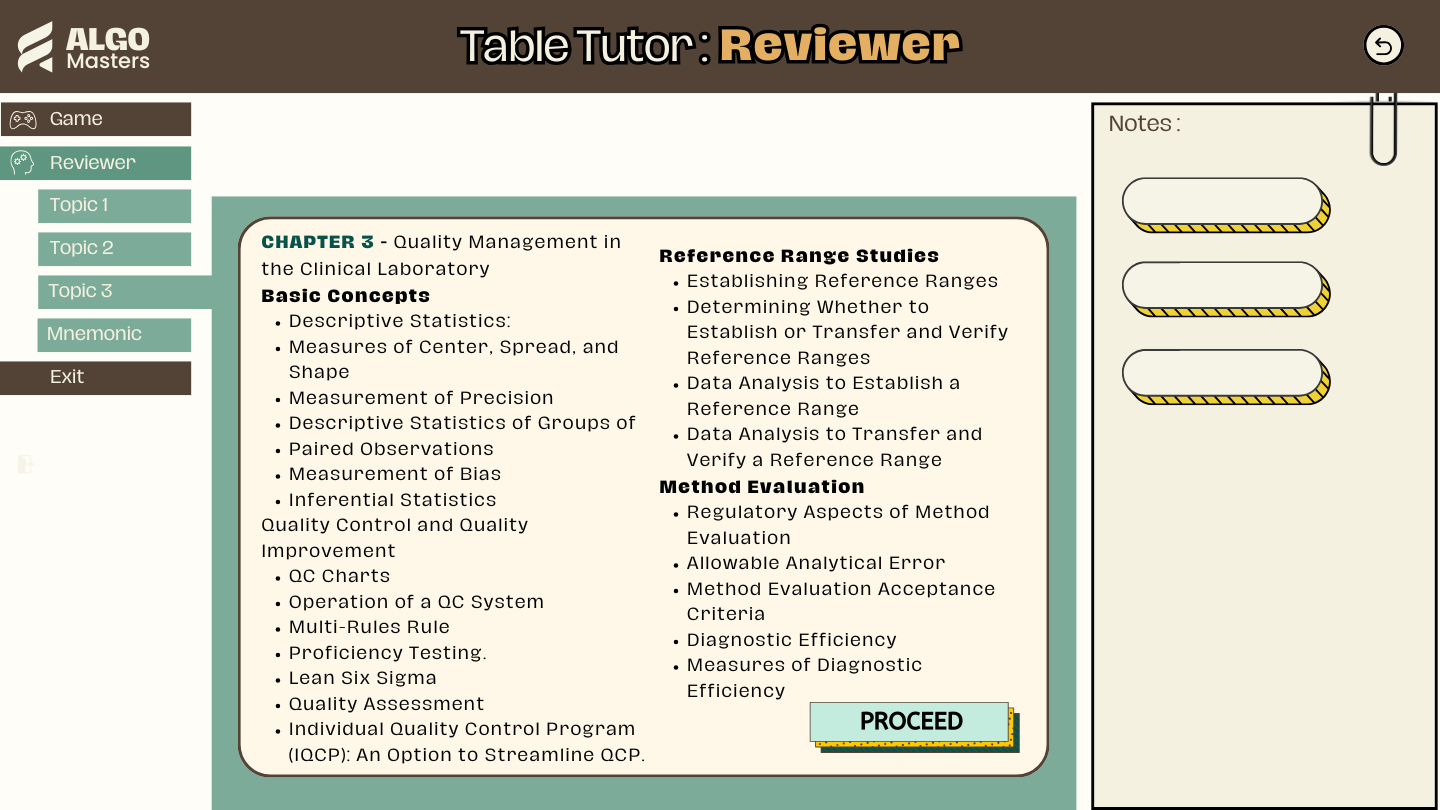 ALGO
Masters
Table Tutor : Reviewer
Game
Reviewer
Topic 1
Topic 2
Topic 3
Mnemonic
Exit
CHAPTER 3 - Quality Management in
the Clinical Laboratory
Basic Concepts
• Descriptive Statistics:
• Measures of Center, Spread, and
Shape
• Measurement of Precision
• Descriptive Statistics of Groups of
• Paired Observations
• Measurement of Bias
• Inferential Statistics
Quality Control and Quality
Improvement
• QC Charts
• Operation of a QC System
• Multi-Rules Rule
• Proficiency Testing.
• Lean Six Sigma
• Quality Assessment
• Individual Quality Control Program
(IQCP): An Option to Streamline QCP.
Reference Range Studies
• Establishing Reference Ranges
• Determining Whether to
Establish or Transfer and Verify
Reference Ranges
• Data Analysis to Establish a
Reference Range
• Data Analysis to Transfer and
Verify a Reference Range
Method Evaluation
• Regulatory Aspects of Method
Evaluation
• Allowable Analytical Error
• Method Evaluation Acceptance
Criteria
• Diagnostic Efficiency
• Measures of Diagnostic
Efficiency
PROCEED
Notes :